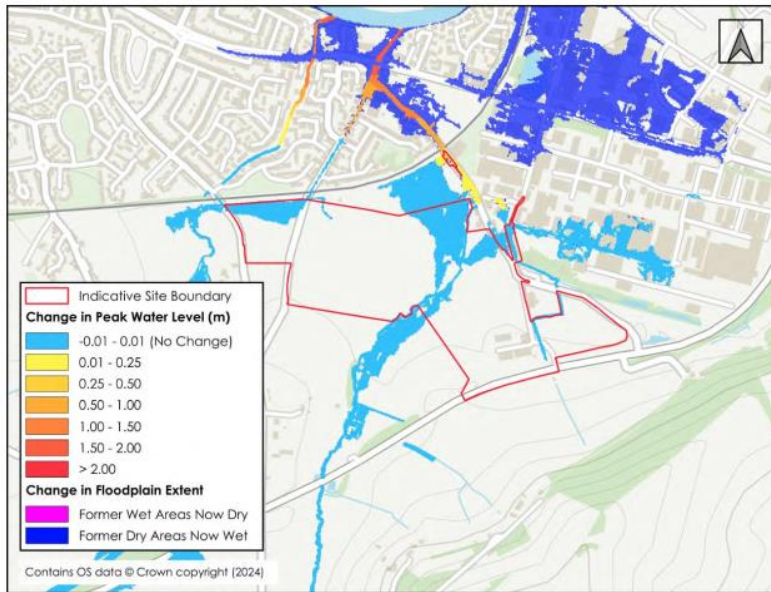 Indicative Site Boundary
Change in Peak Water Level (m)
-0.01 - 0.01 (No Change)
0.01 - 0.25
0.25 - 0.50
0.50 - 1.00
1.00 - 1.50
1.50 - 2.00
> 2.00
Change in Floodplain Extent
Former Wet Areas Now Dry
Former Dry Areas Now Wet
Contains OS data © Crown copyright (2024)